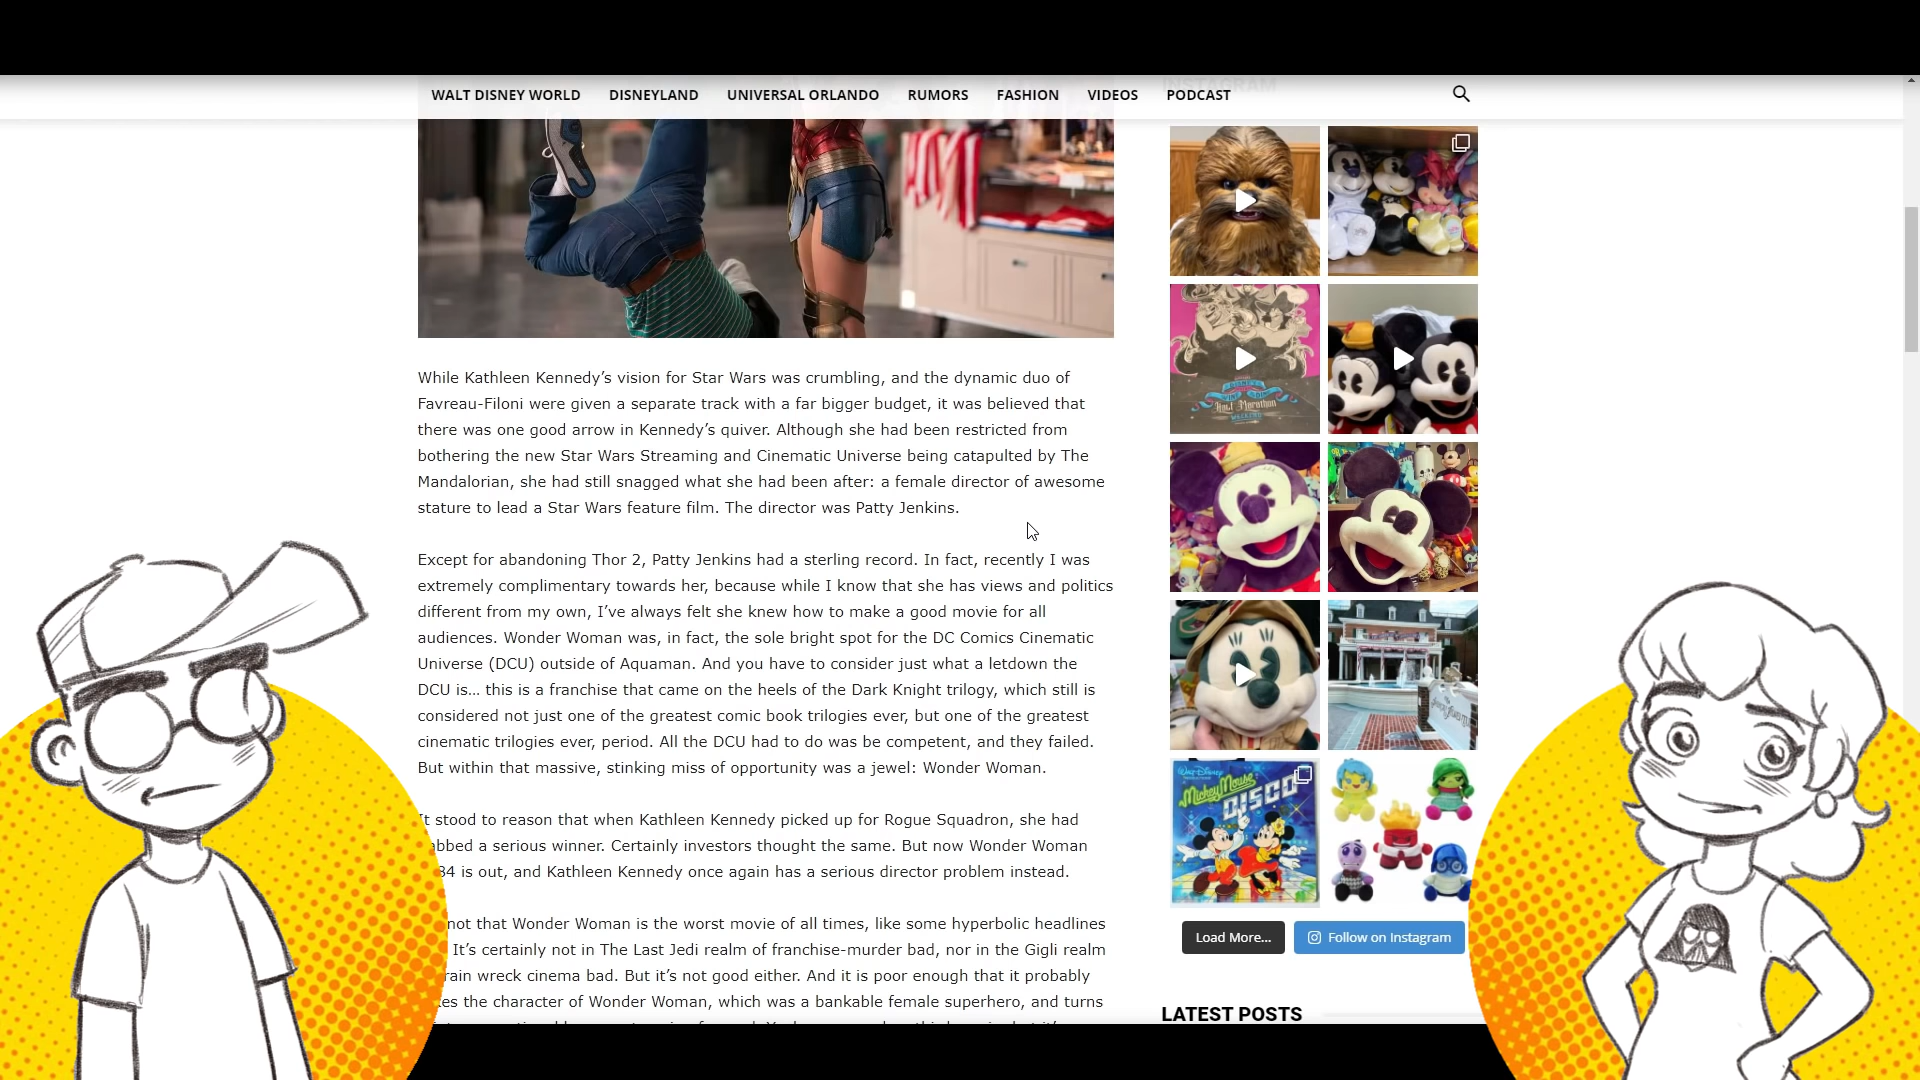 WALT DISNEY WORLD DISNEYLAND UNIVERSAL ORLANDO RUMORS FASHION VIDEOS PODCAST
INSTAGRAM
While Kathleen Kennedy’s vision for Star Wars was crumbling, and the dynamic duo of
Favreau-Filoni were given a separate track with a far bigger budget, it was believed that
there was one good arrow in Kennedy’s quiver. Although she had been restricted from
bothering the new Star Wars Streaming and Cinematic Universe being catapulted by The
Mandalorian, she had still snagged what she had been after: a female director of awesome
stature to lead a Star Wars feature film. The director was Patty Jenkins.
Except for abandoning Thor 2, Patty Jenkins had a sterling record. In fact, recently I was
extremely complimentary towards her, because while I know that she has views and politics
different from my own, I’ve always felt she knew how to make a good movie for all
audiences. Wonder Woman was, in fact, the sole bright spot for the DC Comics Cinematic
Universe (DCU) outside of Aquaman. And you have to consider just what a letdown the
DCU is… this is a franchise that came on the heels of the Dark Knight trilogy, which still is
considered not just one of the greatest comic book trilogies ever, but one of the greatest
cinematic trilogies ever, period. All the DCU had to do was be competent, and they failed.
But within that massive, stinking miss of opportunity was a jewel: Wonder Woman.
It stood to reason that when Kathleen Kennedy picked up for Rogue Squadron, she had
abbed a serious winner. Certainly investors thought the same. But now Wonder Woman
84 is out, and Kathleen Kennedy once again has a serious director problem instead.
not that Wonder Woman is the worst movie of all times, like some hyperbolic headlines
It’s certainly not in The Last Jedi realm of franchise-murder bad, nor in the Gigli realm
rain wreck cinema bad. But it’s not good either. And it is poor enough that it probably
es the character of Wonder Woman, which was a bankable female superhero, and turns
Half Marathon
WEEKEND
Walt Disney
Mickey Mouse
DISCO
Load More...
Follow on Instagram
LATEST POSTS